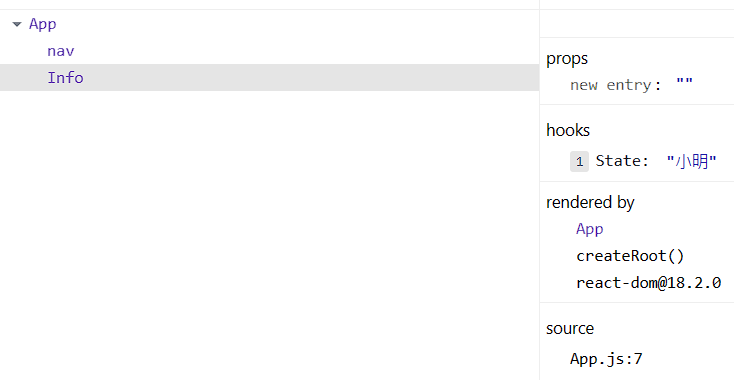 App
nav
Info
props
new entry: ""
hooks
1 State: "小明"
rendered by
App
createRoot()
react-dom@18.2.0
source
App.js:7